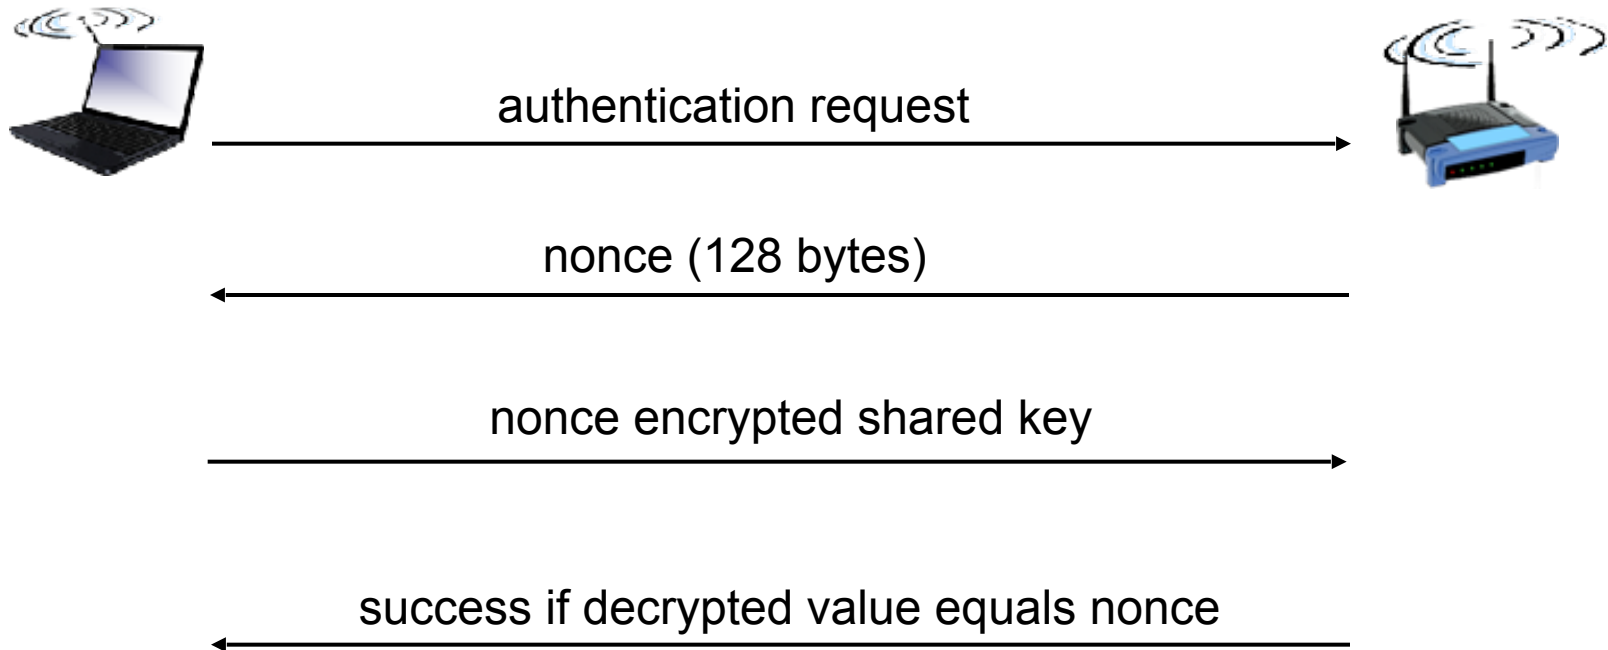 authentication request
nonce (128 bytes)
nonce encrypted shared key
success if decrypted value equals nonce